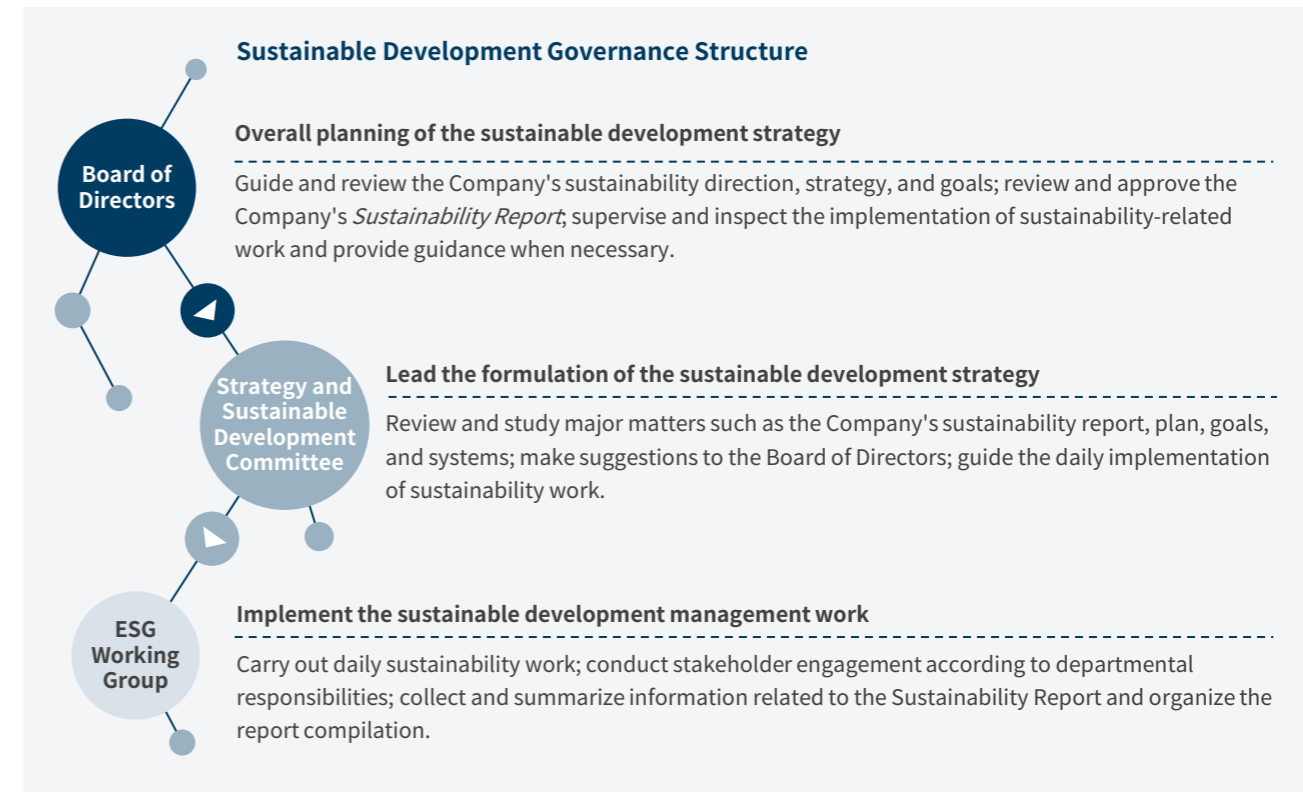 Sustainable Development Governance Structure
Board of
Directors
Overall planning of the sustainable development strategy
Guide and review the Company's sustainability direction, strategy, and goals; review and approve the
Company's Sustainability Report; supervise and inspect the implementation of sustainability-related
work and provide guidance when necessary.
Strategy and
Sustainable
Development
Committee
Lead the formulation of the sustainable development strategy
Review and study major matters such as the Company's sustainability report, plan, goals,
and systems; make suggestions to the Board of Directors; guide the daily implementation
of sustainability work.
ESG
Working
Group
Implement the sustainable development management work
Carry out daily sustainability work; conduct stakeholder engagement according to departmental
responsibilities; collect and summarize information related to the Sustainability Report and organize the
report compilation.